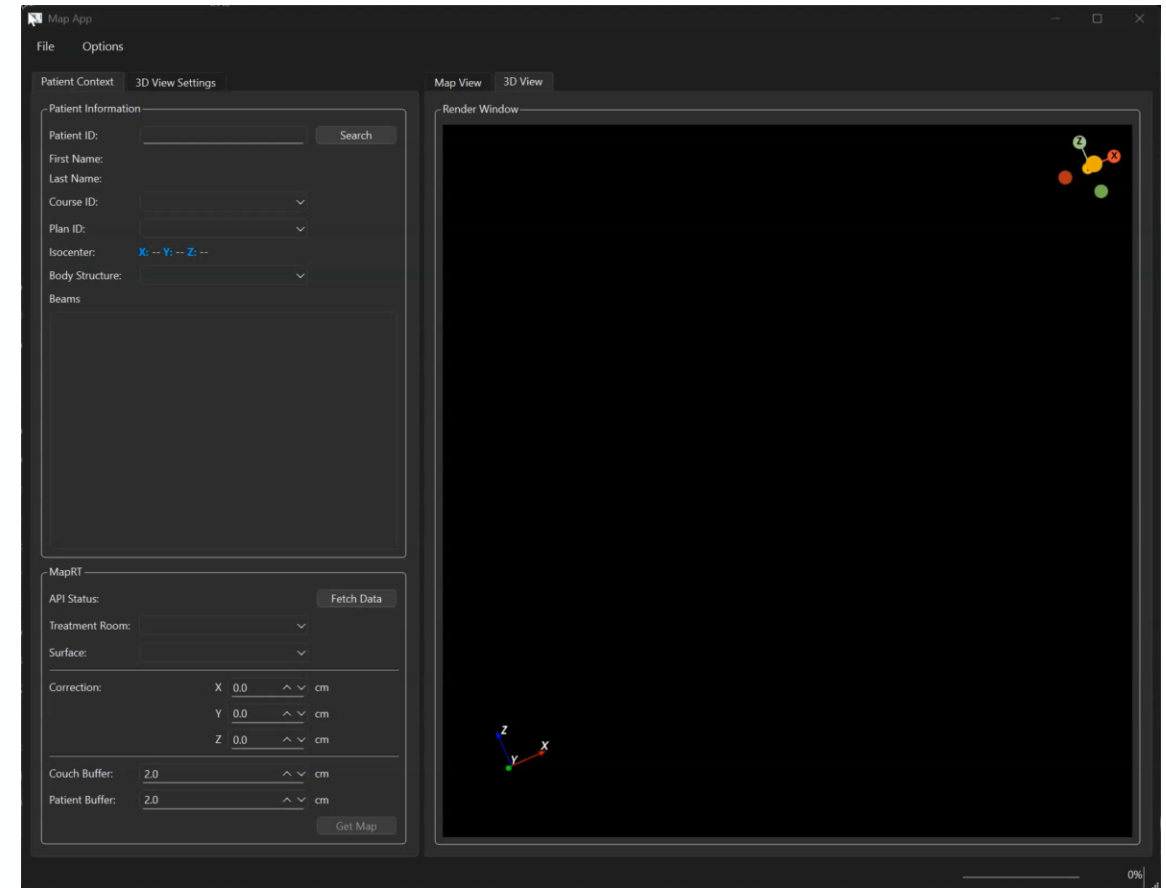 Map App
File Options
Patient Context 3D View Settings
Patient Information
Patient ID: Search
First Name:
Last Name:
Course ID:
Plan ID:
Isocenter: X: -- Y: -- Z: --
Body Structure:
Beams
MapRT
API Status: Fetch Data
Treatment Room:
Surface:
Correction: X 0.0 cm
Y 0.0 cm
Z 0.0 cm
Couch Buffer: 2.0 cm
Patient Buffer: 2.0 cm
Get Map
Map View 3D View
Render Window
Z
X
Z
X
Y
0%